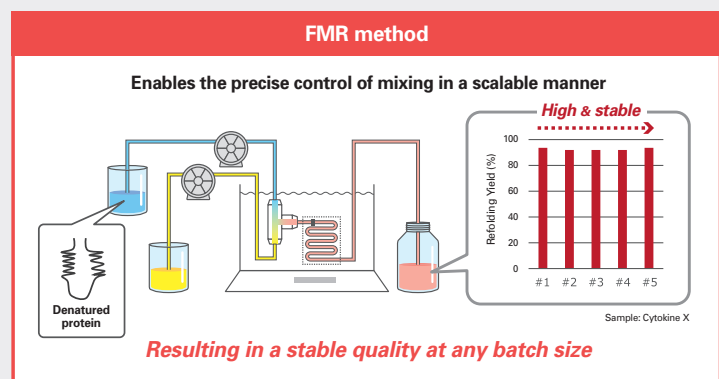 FMR method
Enables the precise control of mixing in a scalable manner
High & stable
Refolding Yield (%)
100
80
60
40
20
0
#1 #2 #3 #4 #5
Sample: Cytokine X
Denatured
protein
Resulting in a stable quality at any batch size